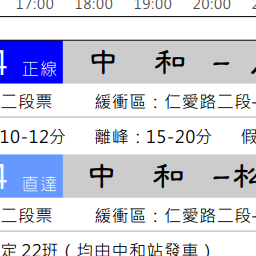 17:00 18:00 19:00 20:00
4 正線 中 和 –
二段票 緩衝區：仁愛路二段-
10-12分 離峰：15-20分 假
4 直達 中 和 –松
二段票 緩衝區：仁愛路二段-
定 22班（均由中和站發車）